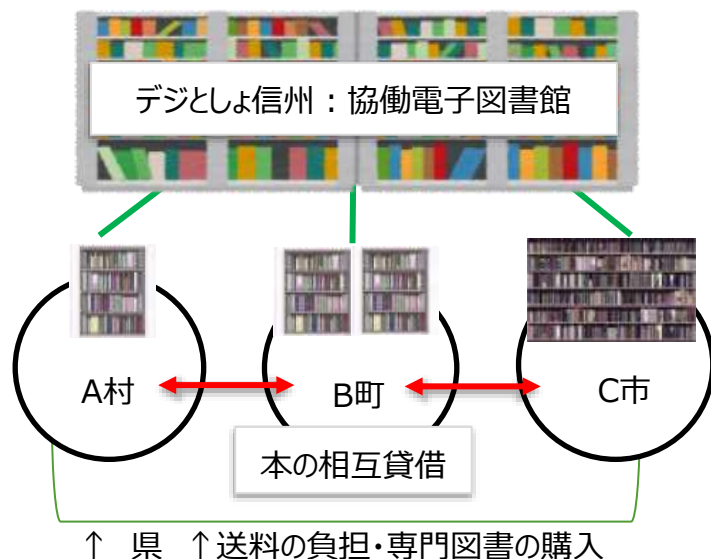 デジとしょ信州：協働電子図書館
A村
B町
C市
本の相互貸借
↑　県　↑送料の負担・専門図書の購入